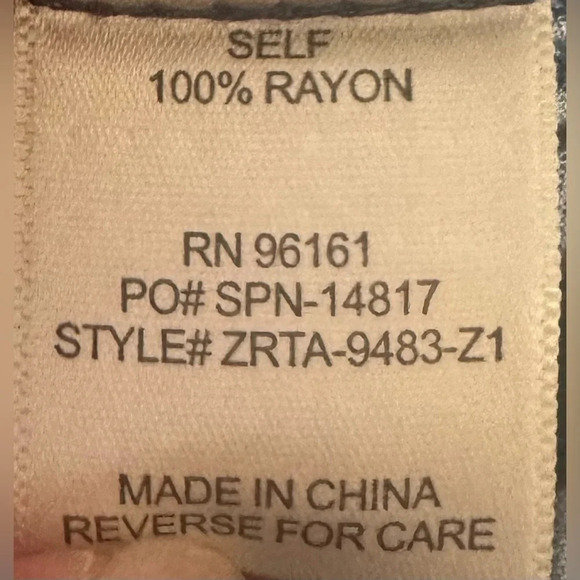 SELF
100% RAYON
RN 96161
PO# SPN-14817
STYLE# ZRTA-9483-Z1
MADE IN CHINA
REVERSE FOR CARE